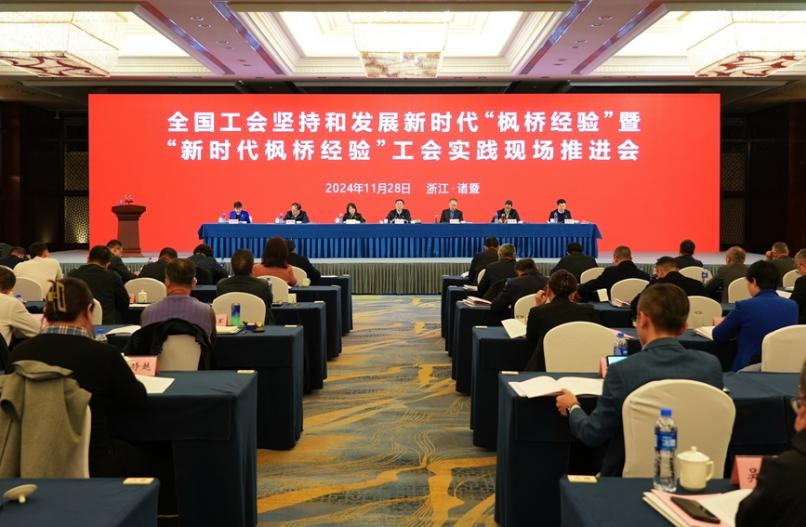 全国工会坚持和发展新时代“枫桥经验”暨
“新时代枫桥经验”工会实践现场推进会
2024年11月28日 浙江·诸暨